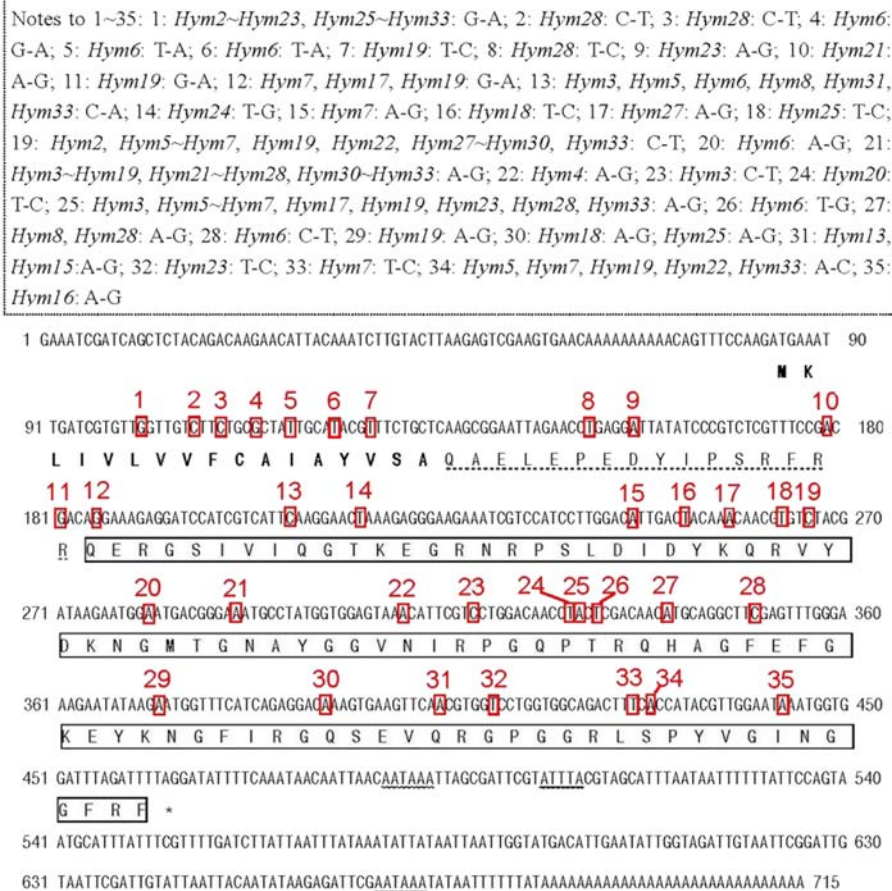 Notes to 1~35: 1: Hym2~Hym23, Hym25~Hym33: G-A; 2: Hym28: C-T; 3: Hym28: C-T; 4: Hym6:
G-A; 5: Hym6: T-A; 6: Hym6: T-A; 7: Hym19: T-C; 8: Hym28: T-C; 9: Hym23: A-G; 10: Hym21:
A-G; 11: Hym19: G-A; 12: Hym7, Hym17, Hym19: G-A; 13: Hym3, Hym5, Hym6, Hym8, Hym31,
Hym33: C-A; 14: Hym24: T-G; 15: Hym7: A-G; 16: Hym18: T-C; 17: Hym27: A-G; 18: Hym25: T-C;
19: Hym2, Hym5~Hym7, Hym19, Hym22, Hym27~Hym30, Hym33: C-T; 20: Hym6: A-G; 21:
Hym3~Hym19, Hym21~Hym28, Hym30~Hym33: A-G; 22: Hym4: A-G; 23: Hym3: C-T; 24: Hym20:
T-C; 25: Hym3, Hym5~Hym7, Hym17, Hym19, Hym23, Hym28, Hym33: A-G; 26: Hym6: T-G; 27:
Hym8, Hym28: A-G; 28: Hym6: C-T; 29: Hym19: A-G; 30: Hym18: A-G; Hym25: A-G; 31: Hym13,
Hym15:A-G; 32: Hym23: T-C; 33: Hym7: T-C; 34: Hym5, Hym7, Hym19, Hym22, Hym33: A-C; 35:
Hym16: A-G
1 GAAATCGATCAGCTCTACAGACAAGAACATTACAAATCTTGTACTTAAGAGTCGAAGTGAACAAAAAAAAAACAGTTTCCAAGATGAAAT 90
M K
1 2 3 4 5 6 7 8 9 10
91 TGATCGTGTTGGTTGTCTTCTGCGCTATTGCATACGTTTCTGCTCAAGCGGAATTAGAACCTGAGGATTATATCCCGTCTCGTTTCCGAC 180
L I V L V V F C A I A Y V S A Q A E L E P E D Y I P S R F R
11 12 13 14 15 16 17 18 19
181 GACAGGAAAGAGGATCCATCGTCATTCAAGGAACTAAAGAGGGAAGAAATCGTCCATCCTTGGACATTGACTACAAACAACGTGTCTACG 270
R Q E R G S I V I Q G T K E G R N R P S L D I D Y K Q R V Y
20 21 22 23 24 25 26 27 28
271 ATAAGAATGGAATGACGGGAAATGCCTATGGTGGAGTAAACATTCGTCCTGGACAACCTACTCGACAACATGCAGGCTTCGAGTTTGGGA 360
D K N G M T G N A Y G G V N I R P G Q P T R Q H A G F E F G
29 30 31 32 33 34 35
361 AAGAATATAAGAATGGTTTCATCAGAGGACAAAGTGAAGTTCAACGTGGTCCTGGTGGCAGACTTTCACCATACGTTGGAATAAATGGTG 450
K E Y K N G F I R G Q S E V Q R G P G G R L S P Y V G I N G
451 GATTTAGATTTTAGGATATTTTCAAATAACAATTAACAATAAATTAGCGATTCGTATTTACGTAGCATTTAATAATTTTTTATTCCAGTA 540
G F R F *
541 ATGCATTTATTTCGTTTTGATCTTATTAATTTATAAATATTATAATTAATTGGTATGACATTGAATATTGGTAGATTGTAATTCGGATTG 630
631 TAATTCGATTGTATTAATTACAATATAAGAGATTCGAATAAATATAATTTTTTATAAAAAAAAAAAAAAAAAAAAAAAAAAAAAA 715